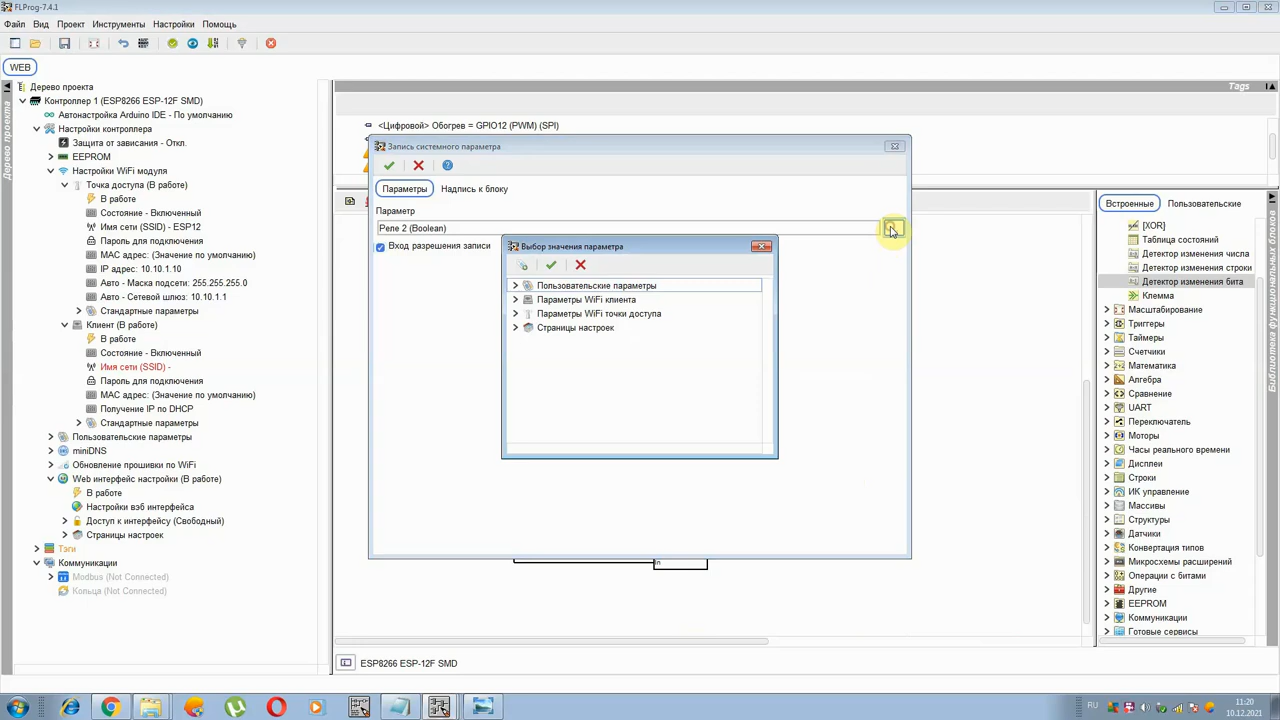 FLProg-7.4.1
Файл Вид Проект Инструменты Настройки Помощь
WEB
Дерево проекта
Дерево проекта
Контроллер 1 (ESP8266 ESP-12F SMD)
Автонастройка Arduino IDE - По умолчанию
Настройки контроллера
Защита от зависания - Откл.
EEPROM
Настройки WiFi модуля
Точка доступа (В работе)
В работе
Состояние - Включенный
Имя сети (SSID) - ESP12
Пароль для подключения
MAC адрес: (Значение по умолчанию)
IP адрес: 10.10.1.10
Авто - Маска подсети: 255.255.255.0
Авто - Сетевой шлюз: 10.10.1.1
Стандартные параметры
Клиент (В работе)
В работе
Состояние - Включенный
Имя сети (SSID) -
Пароль для подключения
MAC адрес: (Значение по умолчанию)
Получение IP по DHCP
Стандартные параметры
Пользовательские параметры
miniDNS
Обновление прошивки по WiFi
Web интерфейс настройки (В работе)
В работе
Настройки вэб интерфейса
Доступ к интерфейсу (Свободный)
Страницы настроек
Тэги
Коммуникации
Modbus (Not Connected)
Кольца (Not Connected)
Tags
<Цифровой> Обогрев = GPIO12 (PWM) (SPI)
Запись системного параметра
Параметры Надпись к блоку
Параметр
Реле 2 (Boolean)
Вход разрешения записи
Выбор значения параметра
Пользовательские параметры
Параметры WiFi клиента
Параметры WiFi точки доступа
Страницы настроек
In
ESP8266 ESP-12F SMD
Встроенные Пользовательские
[XOR}
Таблица состояний
Детектор изменения числа
Детектор изменения строки
Детектор изменения бита
Клемма
Масштабирование
Триггеры
Таймеры
Счетчики
Математика
Алгебра
Сравнение
UART
Переключатель
Моторы
Часы реального времени
Дисплеи
Строки
ИК управление
Массивы
Структуры
Датчики
Конвертация типов
Микросхемы расширений
Операции с битами
Другие
EEPROM
Коммуникации
Готовые сервисы
Библиотека функциональных блоков
RU
11:20
10.12.2021